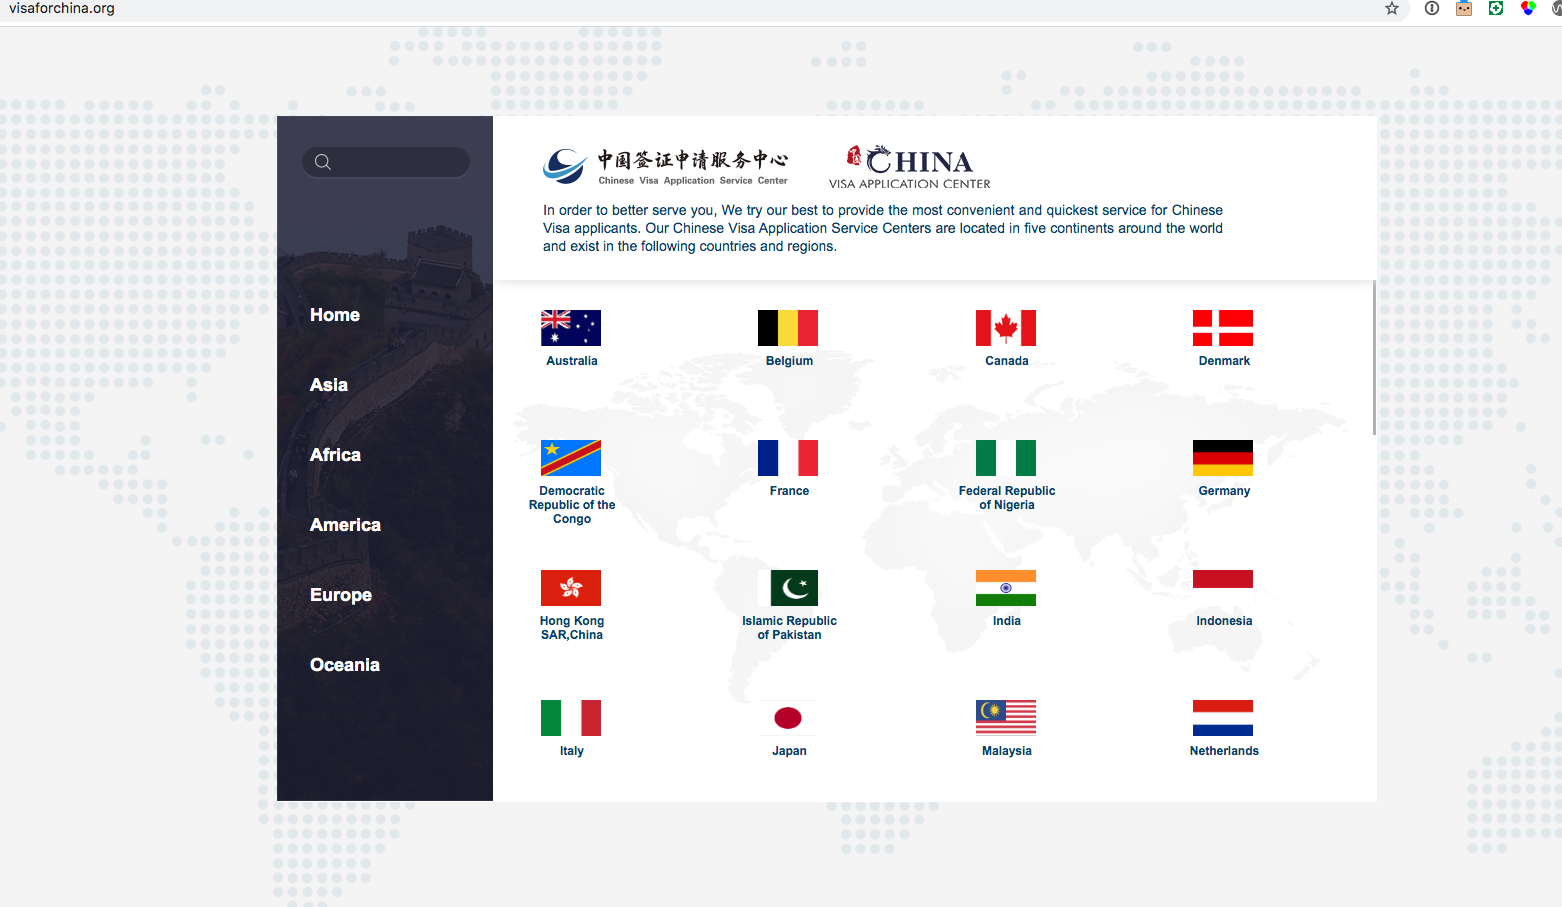 visaforchina.org
中国签证申请服务中心
Chinese Visa Application Service Center
CHINA
VISA APPLICATION CENTER
In order to better serve you, We try our best to provide the most convenient and quickest service for Chinese
Visa applicants. Our Chinese Visa Application Service Centers are located in five continents around the world
and exist in the following countries and regions.
Home
Asia
Africa
America
Europe
Oceania
Australia
Belgium
Canada
Denmark
Democratic
Republic of the
Congo
France
Federal Republic
of Nigeria
Germany
Hong Kong
SAR,China
Islamic Republic
of Pakistan
India
Indonesia
Italy
Japan
Malaysia
Netherlands